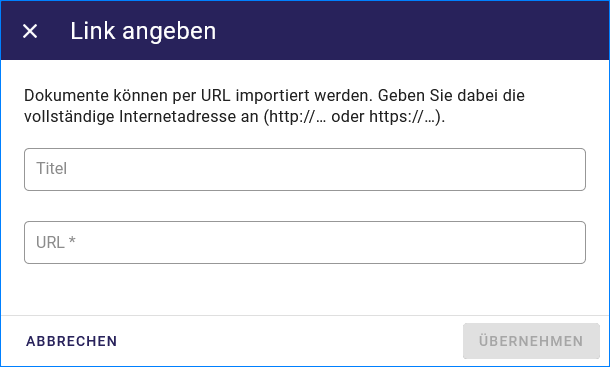 Link angeben
Dokumente können per URL importiert werden. Geben Sie dabei die
vollständige Internetadresse an (http://… oder https://…).
Titel
URL *
ABBRECHEN
ÜBERNEHMEN